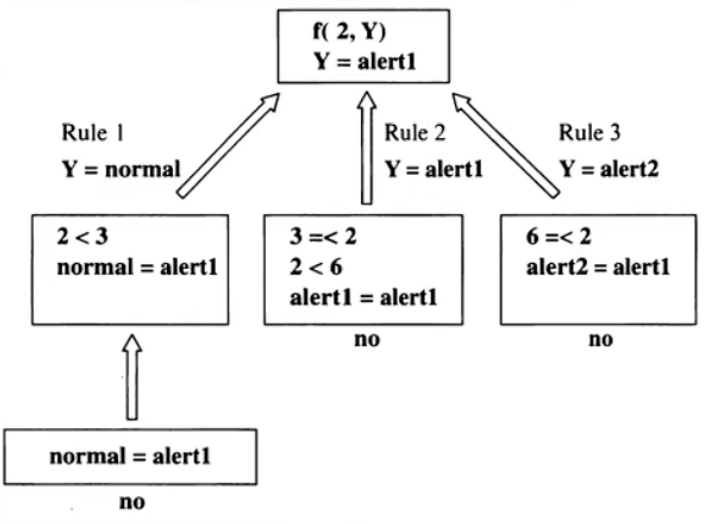 f( 2, Y)
Y = alert1
Rule 1
Y = normal
Rule 2
Y = alert1
Rule 3
Y = alert2
2 < 3
normal = alert1
3 =< 2
2 < 6
alert1 = alert1
no
6 =< 2
alert2 = alert1
no
normal = alert1
no